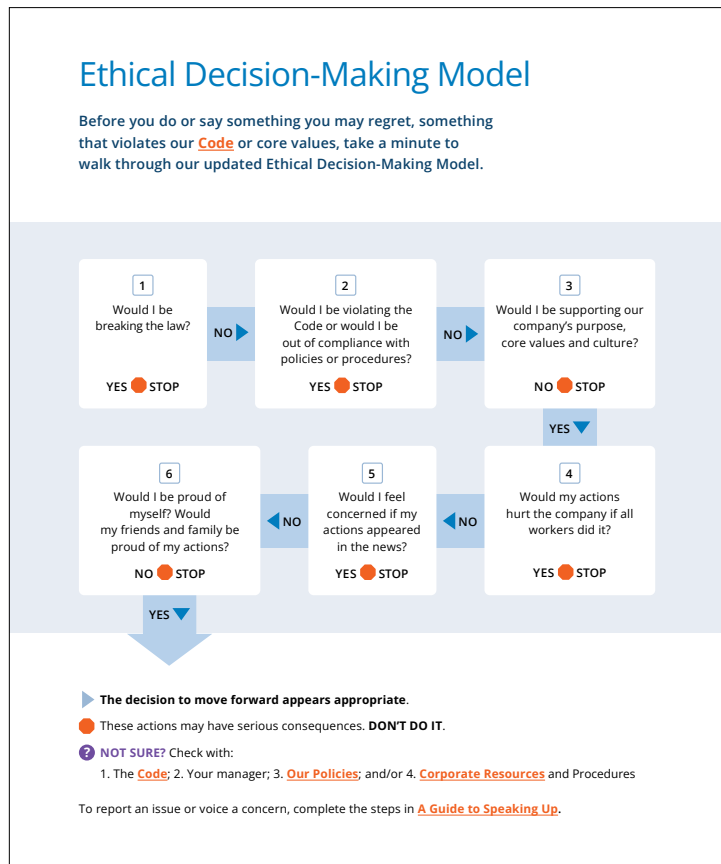 Ethical Decision-Making Model
Before you do or say something you may regret, something
that violates our Code or core values, take a minute to
walk through our updated Ethical Decision-Making Model.
1
Would I be
breaking the law?
YES STOP
NO
2
Would I be violating the
Code or would I be
out of compliance with
policies or procedures?
YES STOP
NO
3
Would I be supporting our
company’s purpose,
core values and culture?
NO STOP
YES
4
Would my actions
hurt the company if all
workers did it?
YES STOP
NO
5
Would I feel
concerned if my
actions appeared
in the news?
YES STOP
NO
6
Would I be proud of
myself? Would
my friends and family be
proud of my actions?
NO STOP
YES
The decision to move forward appears appropriate.
These actions may have serious consequences. DON’T DO IT.
? NOT SURE? Check with:
1. The Code; 2. Your manager; 3. Our Policies; and/or 4. Corporate Resources and Procedures
To report an issue or voice a concern, complete the steps in A Guide to Speaking Up.